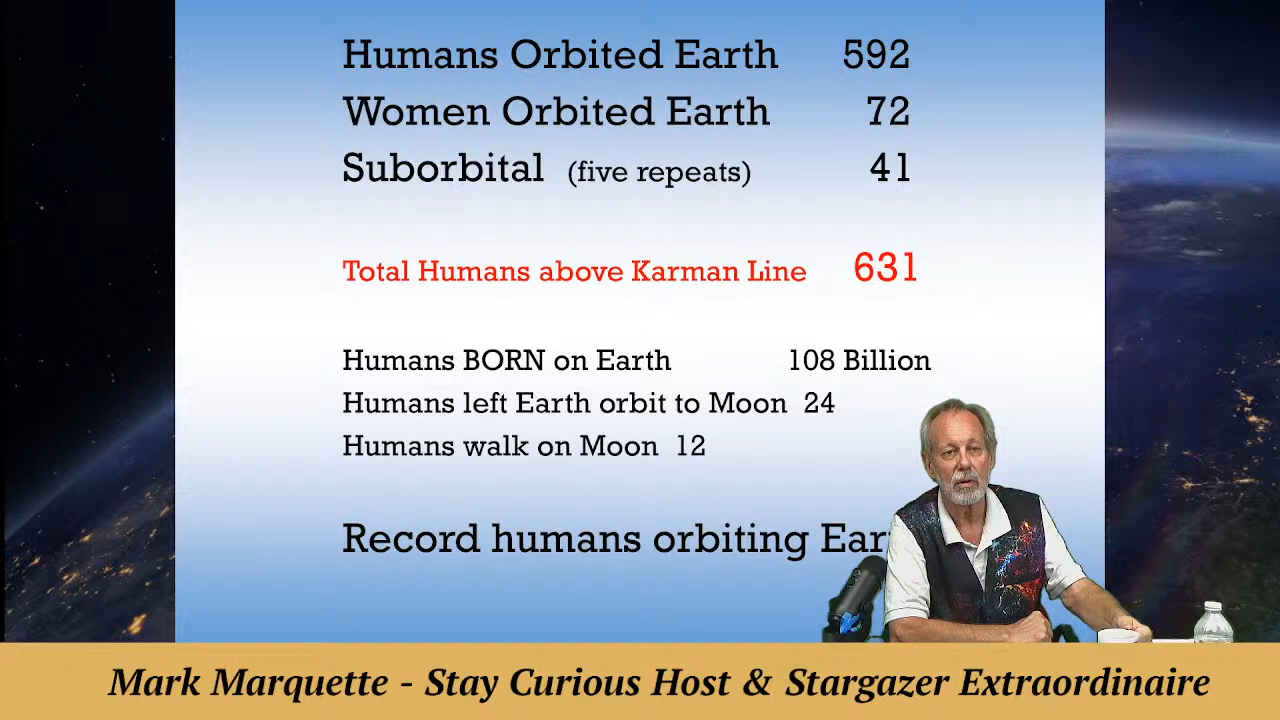 Humans Orbited Earth 592
Women Orbited Earth 72
Suborbital (five repeats) 41
Total Humans above Karman Line 631
Humans BORN on Earth 108 Billion
Humans left Earth orbit to Moon 24
Humans walk on Moon 12
Record humans orbiting
Mark Marquette - Stay Curious Host & Stargazer Extraordinaire